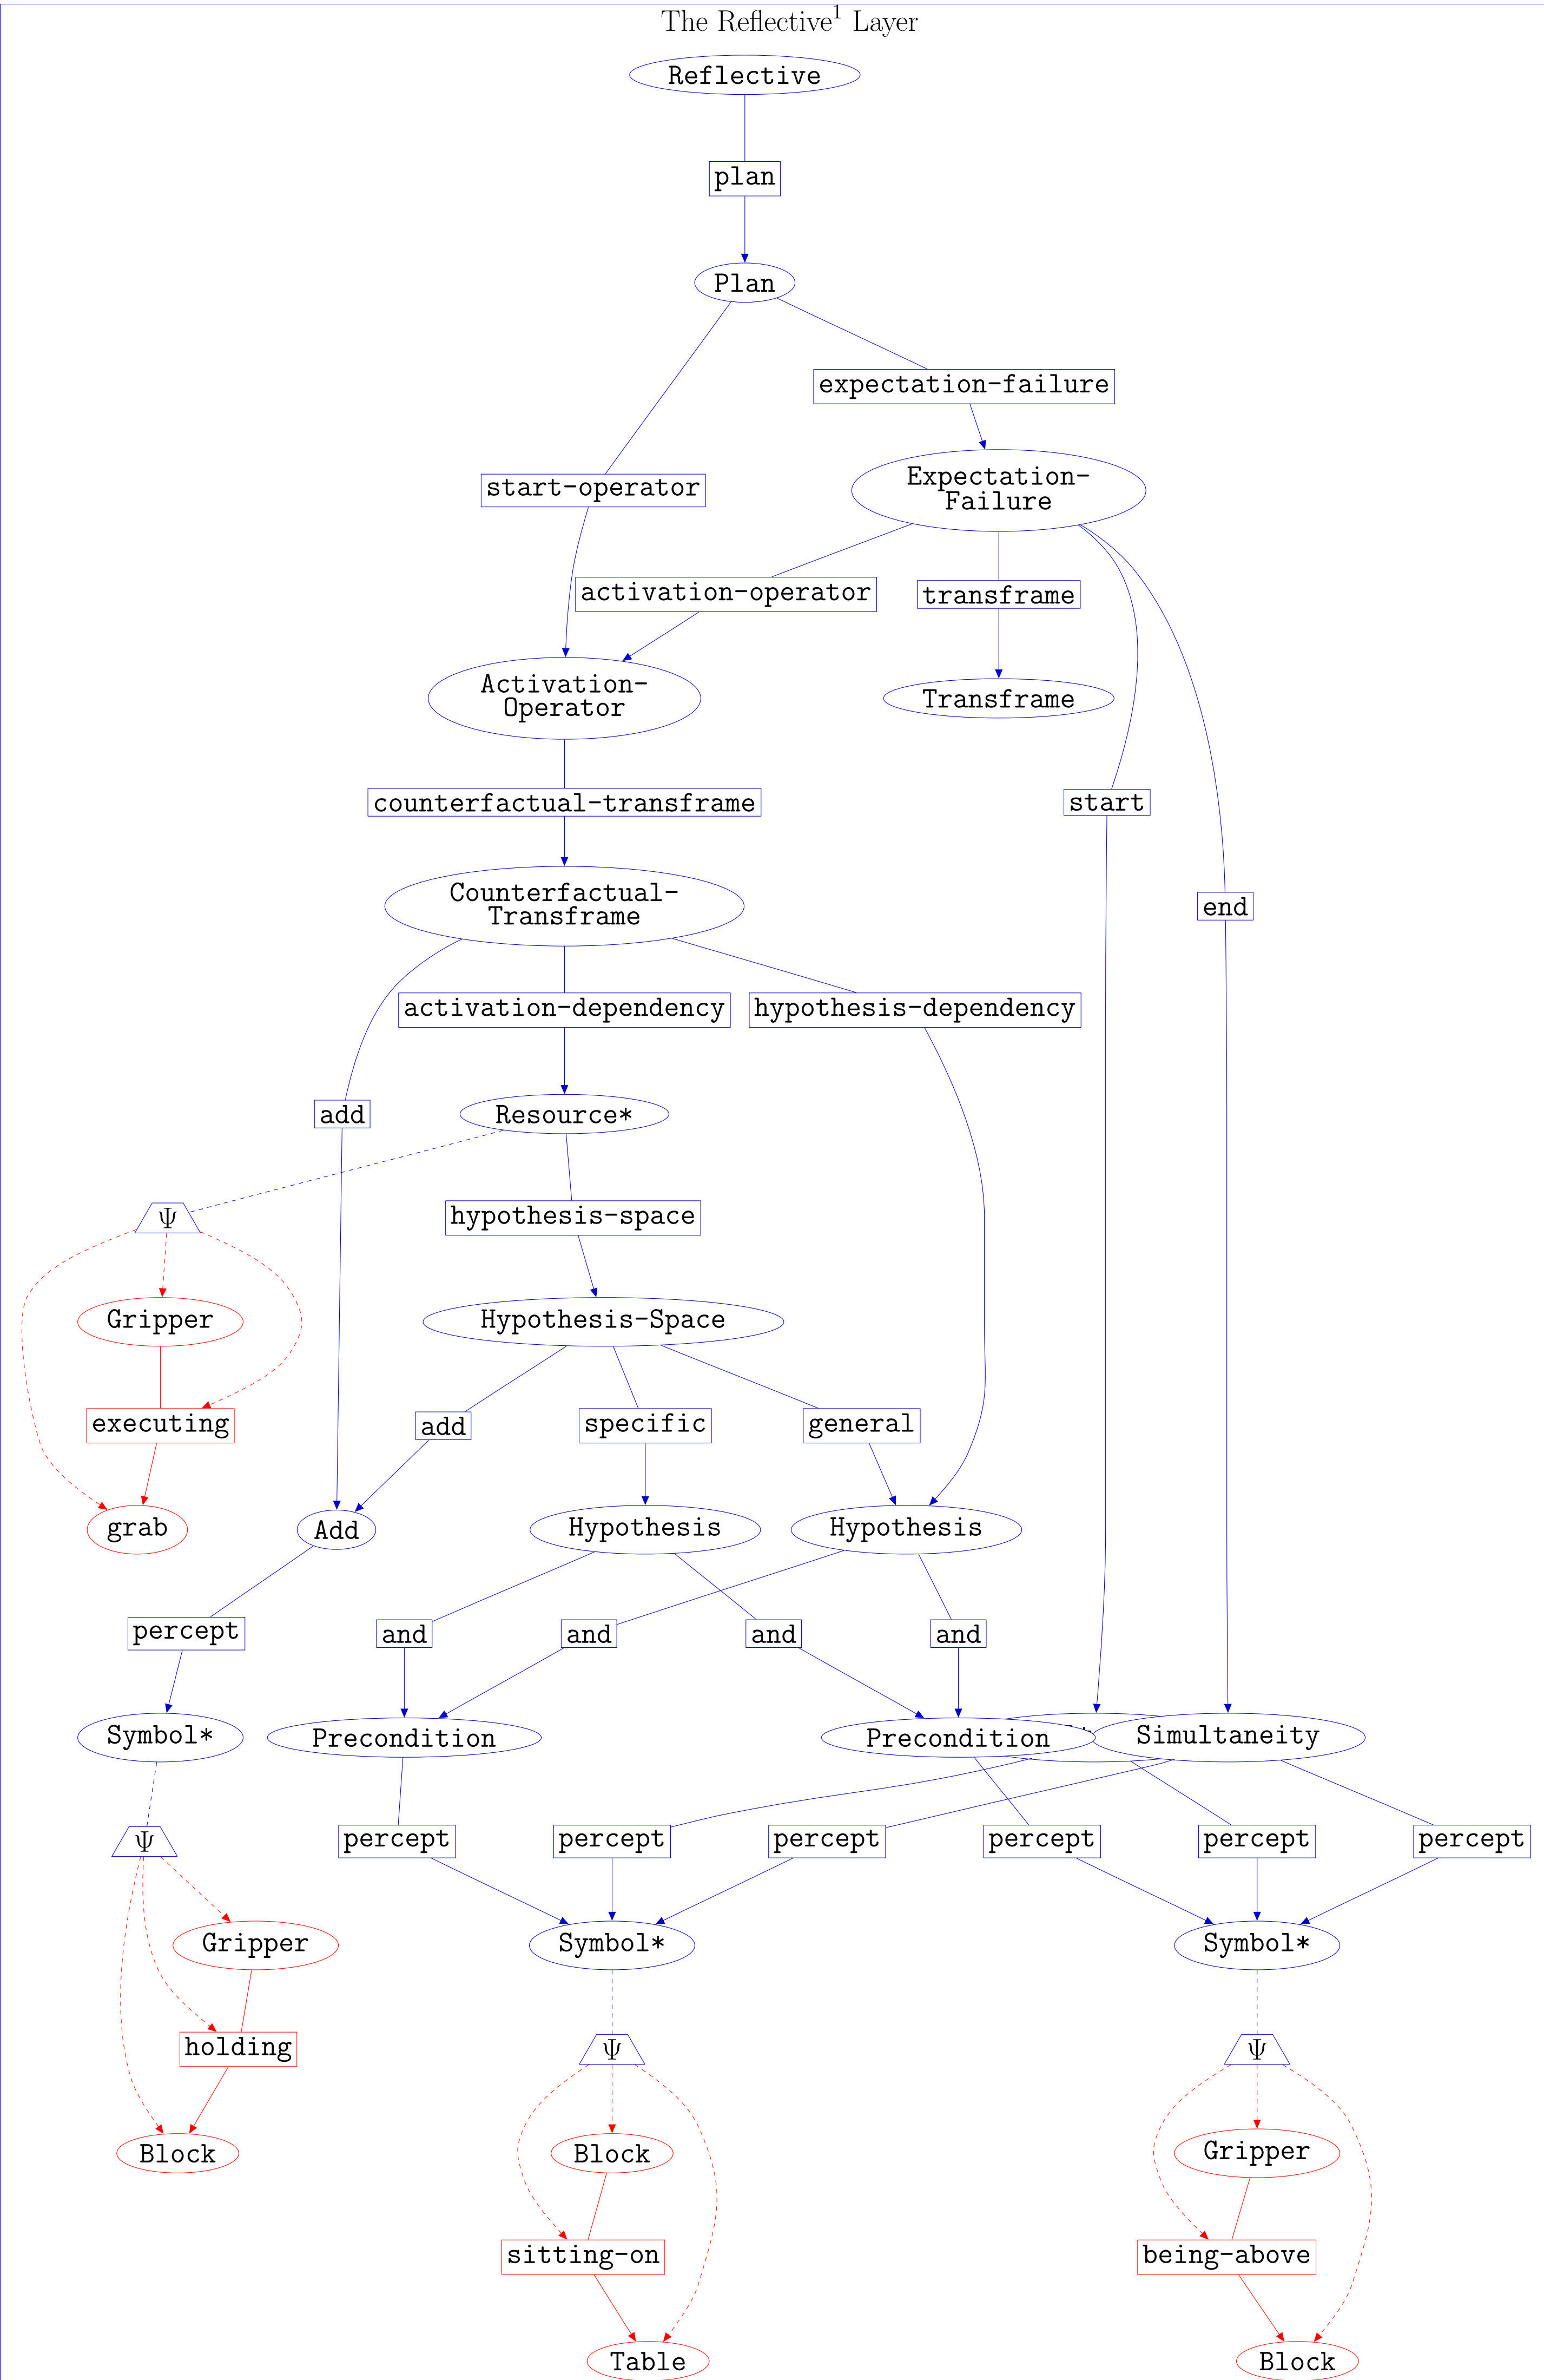 The Reflective¹ Layer
Reflective
plan
Plan
expectation-failure
start-operator
Expectation-
Failure
activation-operator
transframe
Activation-
Operator
Transframe
counterfactual-transframe
start
Counterfactual-
Transframe
end
activation-dependency
hypothesis-dependency
add
Resource*
Ψ
hypothesis-space
Gripper
Hypothesis-Space
executing
add
specific
general
grab
Add
Hypothesis
Hypothesis
percept
and
and
and
and
Symbol*
Precondition
Precondition
Simultaneity
Ψ
percept
percept
percept
percept
percept
percept
Gripper
Symbol*
Symbol*
holding
Ψ
Ψ
Block
Block
Gripper
sitting-on
being-above
Table
Block